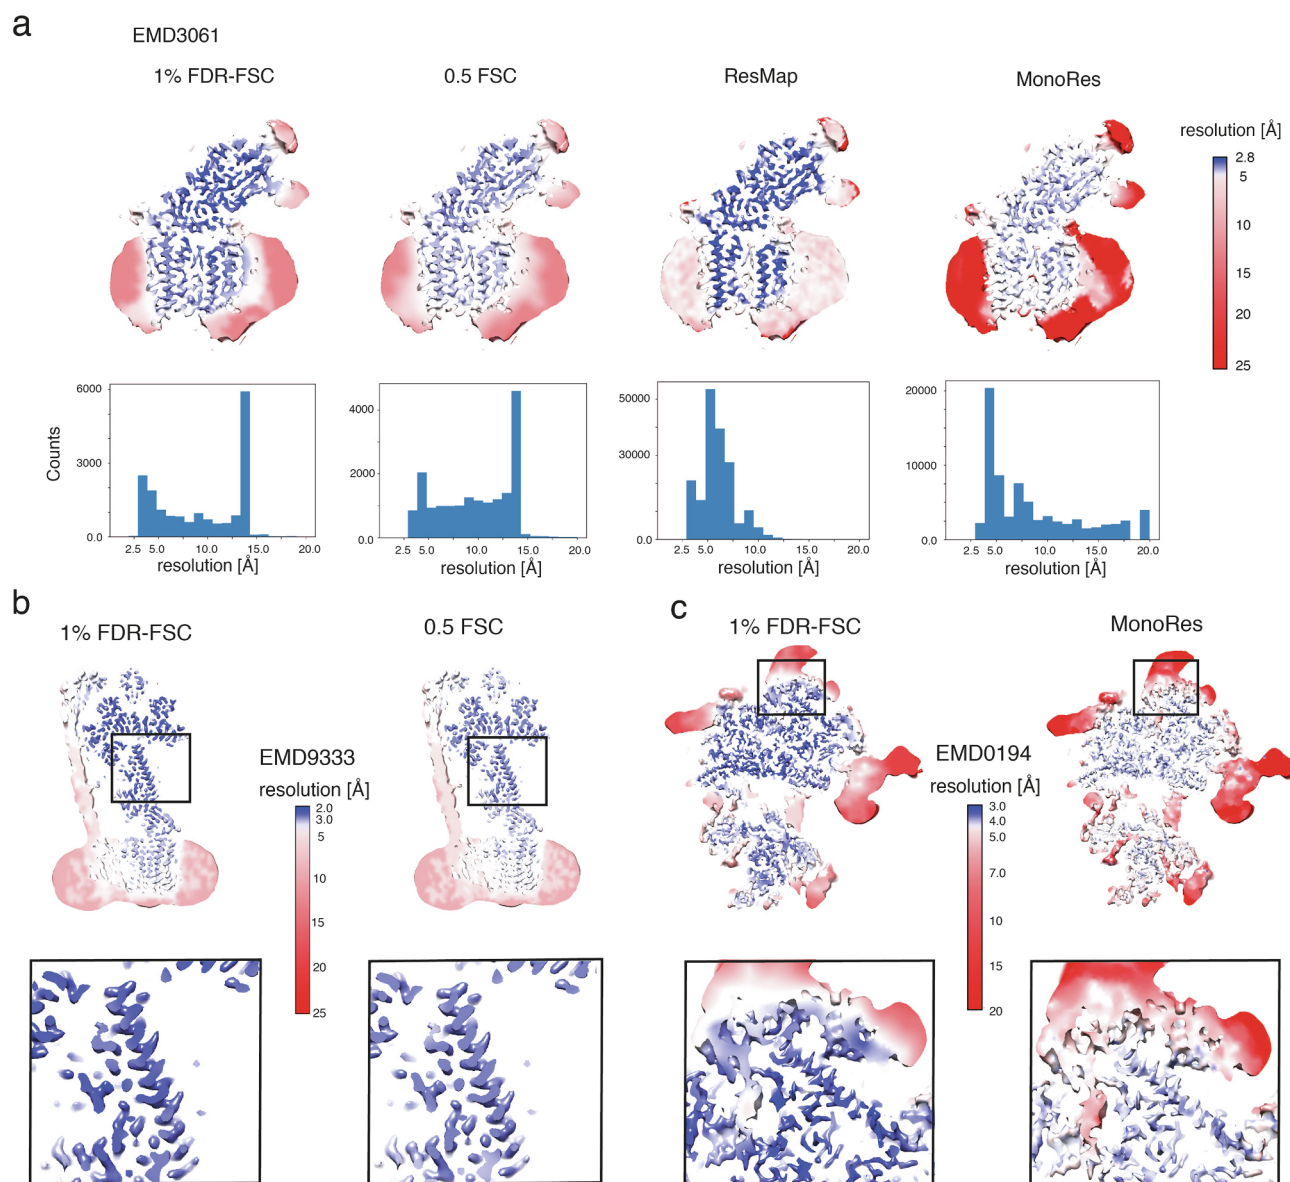 a
EMD3061
1% FDR-FSC
0.5 FSC
ResMap
MonoRes
resolution [Å]
2.8
5
10
15
20
25
Counts
6000
3000
0.0
2.5 5.0 10.0 15.0 20.0
resolution [Å]
4000
2000
0.0
2.5 5.0 10.0 15.0 20.0
resolution [Å]
50000
30000
0.0
2.5 5.0 10.0 15.0 20.0
resolution [Å]
20000
10000
0.0
2.5 5.0 10.0 15.0 20.0
resolution [Å]
b
1% FDR-FSC
0.5 FSC
EMD9333
resolution [Å]
2.0
3.0
5
10
15
20
25
c
1% FDR-FSC
MonoRes
EMD0194
resolution [Å]
3.0
4.0
5.0
7.0
10
15
20